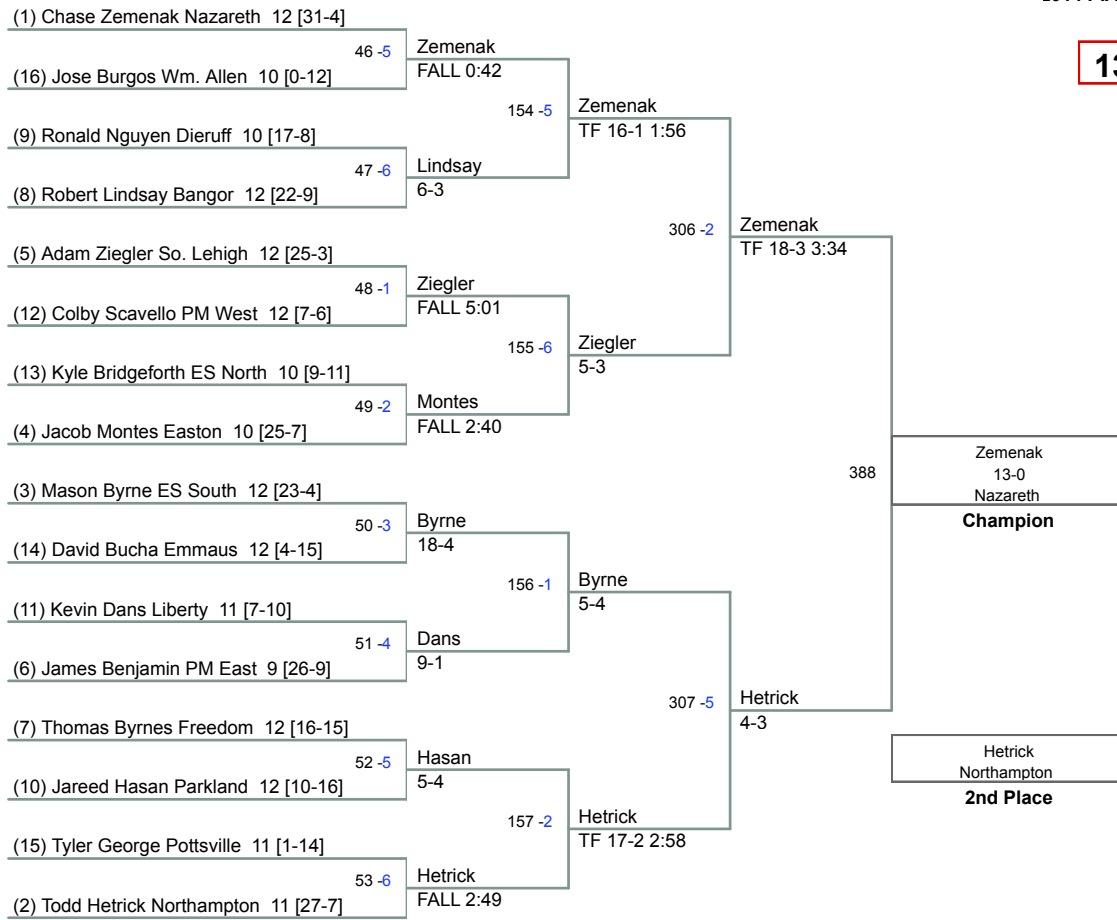 (1) Chase Zemenak Nazareth 12 [31-4]
46 -5
(16) Jose Burgos Wm. Allen 10 [0-12]
Zemenak
FALL 0:42
(9) Ronald Nguyen Dieruff 10 [17-8]
47 -6
(8) Robert Lindsay Bangor 12 [22-9]
Lindsay
6-3
154 -5
Zemenak
TF 16-1 1:56
(5) Adam Ziegler So. Lehigh 12 [25-3]
48 -1
(12) Colby Scavello PM West 12 [7-6]
Ziegler
FALL 5:01
(13) Kyle Bridgeforth ES North 10 [9-11]
49 -2
(4) Jacob Montes Easton 10 [25-7]
Montes
FALL 2:40
155 -6
Ziegler
5-3
306 -2
Zemenak
TF 18-3 3:34
(3) Mason Byrne ES South 12 [23-4]
50 -3
(14) David Bucha Emmaus 12 [4-15]
Byrne
18-4
(11) Kevin Dans Liberty 11 [7-10]
51 -4
(6) James Benjamin PM East 9 [26-9]
Dans
9-1
156 -1
Byrne
5-4
(7) Thomas Byrnes Freedom 12 [16-15]
52 -5
(10) Jareed Hasan Parkland 12 [10-16]
Hasan
5-4
(15) Tyler George Pottsville 11 [1-14]
53 -6
(2) Todd Hetrick Northampton 11 [27-7]
Hetrick
FALL 2:49
157 -2
Hetrick
TF 17-2 2:58
307 -5
Hetrick
4-3
388
Zemenak
13-0
Nazareth
Champion
Hetrick
Northampton
2nd Place
13